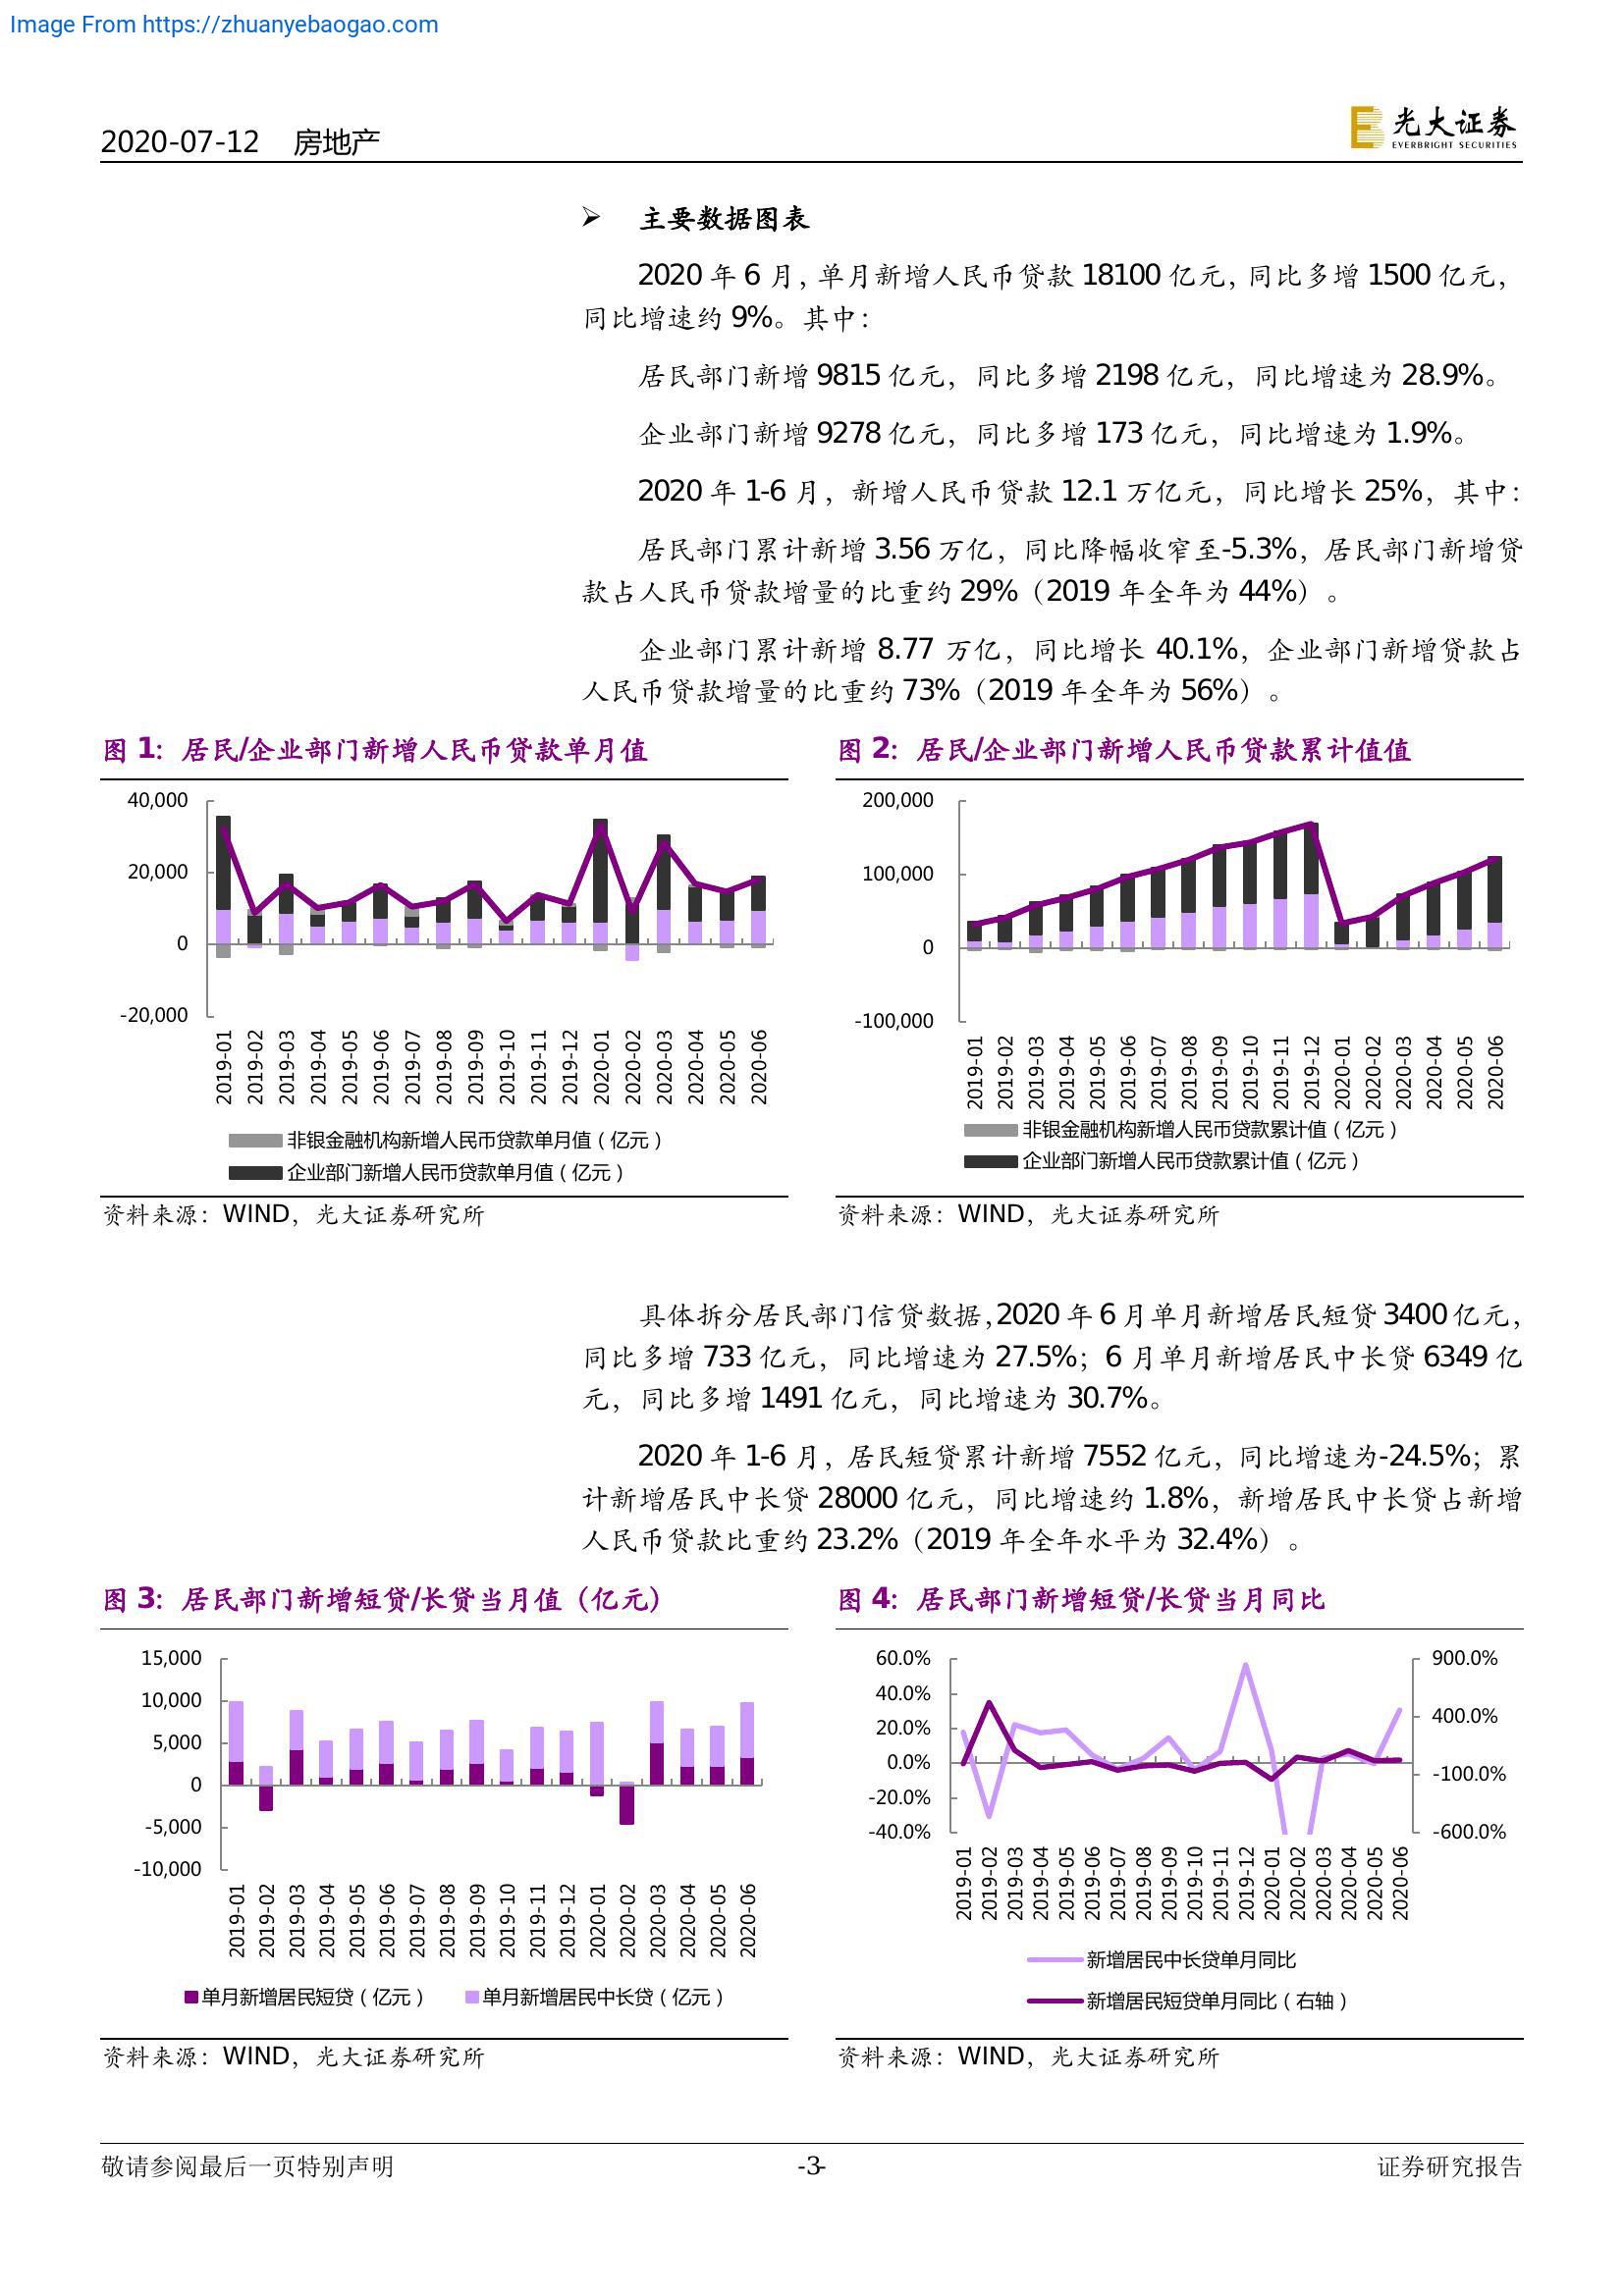 Image From https://zhuanyebaogao.com
2020-07-12 房地产
光大证券
EVERBRIGHT SECURITIES
➢ 主要数据图表
2020 年 6 月，单月新增人民币贷款 18100 亿元，同比多增 1500 亿元，
同比增速约 9%。其中：
居民部门新增 9815 亿元，同比多增 2198 亿元，同比增速为 28.9%。
企业部门新增 9278 亿元，同比多增 173 亿元，同比增速为 1.9%。
2020 年 1-6 月，新增人民币贷款 12.1 万亿元，同比增长 25%，其中：
居民部门累计新增 3.56 万亿，同比降幅收窄至-5.3%，居民部门新增贷
款占人民币贷款增量的比重约 29%（2019 年全年为 44%）。
企业部门累计新增 8.77 万亿，同比增长 40.1%，企业部门新增贷款占
人民币贷款增量的比重约 73%（2019 年全年为 56%）。
图 1：居民/企业部门新增人民币贷款单月值
40,000
20,000
0
-20,000
2019-01 2019-02 2019-03 2019-04 2019-05 2019-06 2019-07 2019-08 2019-09 2019-10 2019-11 2019-12 2020-01 2020-02 2020-03 2020-04 2020-05 2020-06
非银金融机构新增人民币贷款单月值（亿元）
企业部门新增人民币贷款单月值（亿元）
资料来源：WIND，光大证券研究所
图 2：居民/企业部门新增人民币贷款累计值值
200,000
100,000
0
-100,000
2019-01 2019-02 2019-03 2019-04 2019-05 2019-06 2019-07 2019-08 2019-09 2019-10 2019-11 2019-12 2020-01 2020-02 2020-03 2020-04 2020-05 2020-06
非银金融机构新增人民币贷款累计值（亿元）
企业部门新增人民币贷款累计值（亿元）
资料来源：WIND，光大证券研究所
具体拆分居民部门信贷数据，2020 年 6 月单月新增居民短贷 3400 亿元，
同比多增 733 亿元，同比增速为 27.5%；6 月单月新增居民中长贷 6349 亿
元，同比多增 1491 亿元，同比增速为 30.7%。
2020 年 1-6 月，居民短贷累计新增 7552 亿元，同比增速为-24.5%；累
计新增居民中长贷 28000 亿元，同比增速约 1.8%，新增居民中长贷占新增
人民币贷款比重约 23.2%（2019 年全年水平为 32.4%）。
图 3：居民部门新增短贷/长贷当月值（亿元）
15,000
10,000
5,000
0
-5,000
-10,000
2019-01 2019-02 2019-03 2019-04 2019-05 2019-06 2019-07 2019-08 2019-09 2019-10 2019-11 2019-12 2020-01 2020-02 2020-03 2020-04 2020-05 2020-06
单月新增居民短贷（亿元） 单月新增居民中长贷（亿元）
资料来源：WIND，光大证券研究所
图 4：居民部门新增短贷/长贷当月同比
60.0%
40.0%
20.0%
0.0%
-20.0%
-40.0%
900.0%
400.0%
-100.0%
-600.0%
2019-01 2019-02 2019-03 2019-04 2019-05 2019-06 2019-07 2019-08 2019-09 2019-10 2019-11 2019-12 2020-01 2020-02 2020-03 2020-04 2020-05 2020-06
新增居民中长贷单月同比
新增居民短贷单月同比（右轴）
资料来源：WIND，光大证券研究所
敬请参阅最后一页特别声明 -3- 证券研究报告